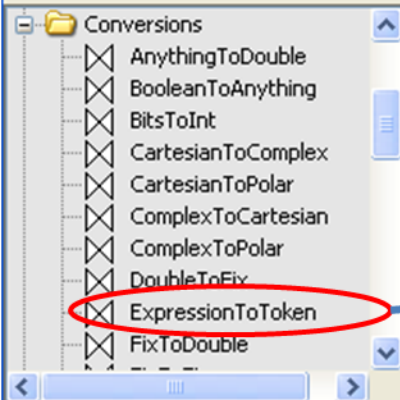 Conversions
AnythingToDouble
BooleanToAnything
BitsToInt
CartesianToComplex
CartesianToPolar
ComplexToCartesian
ComplexToPolar
DoubleToFix
ExpressionToToken
FixToDouble